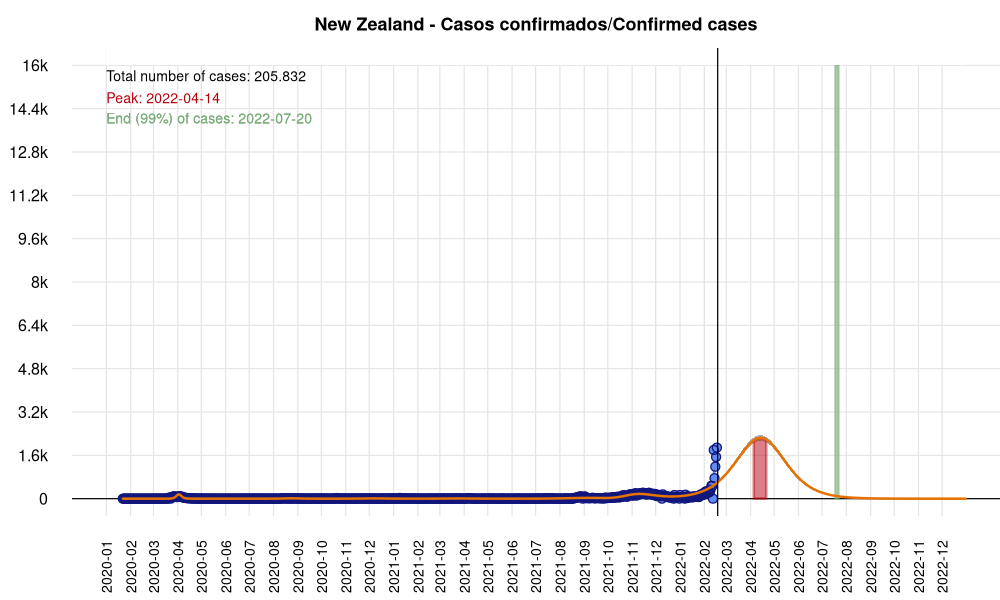 New Zealand - Casos confirmados/Confirmed cases
16k
14.4k
12.8k
11.2k
9.6k
8k
6.4k
4.8k
3.2k
1.6k
0
Total number of cases: 205.832
Peak: 2022-04-14
End (99%) of cases: 2022-07-20
2020-01
2020-02
2020-03
2020-04
2020-05
2020-06
2020-07
2020-08
2020-09
2020-10
2020-11
2020-12
2021-01
2021-02
2021-03
2021-04
2021-05
2021-06
2021-07
2021-08
2021-09
2021-10
2021-11
2021-12
2022-01
2022-02
2022-03
2022-04
2022-05
2022-06
2022-07
2022-08
2022-09
2022-10
2022-11
2022-12